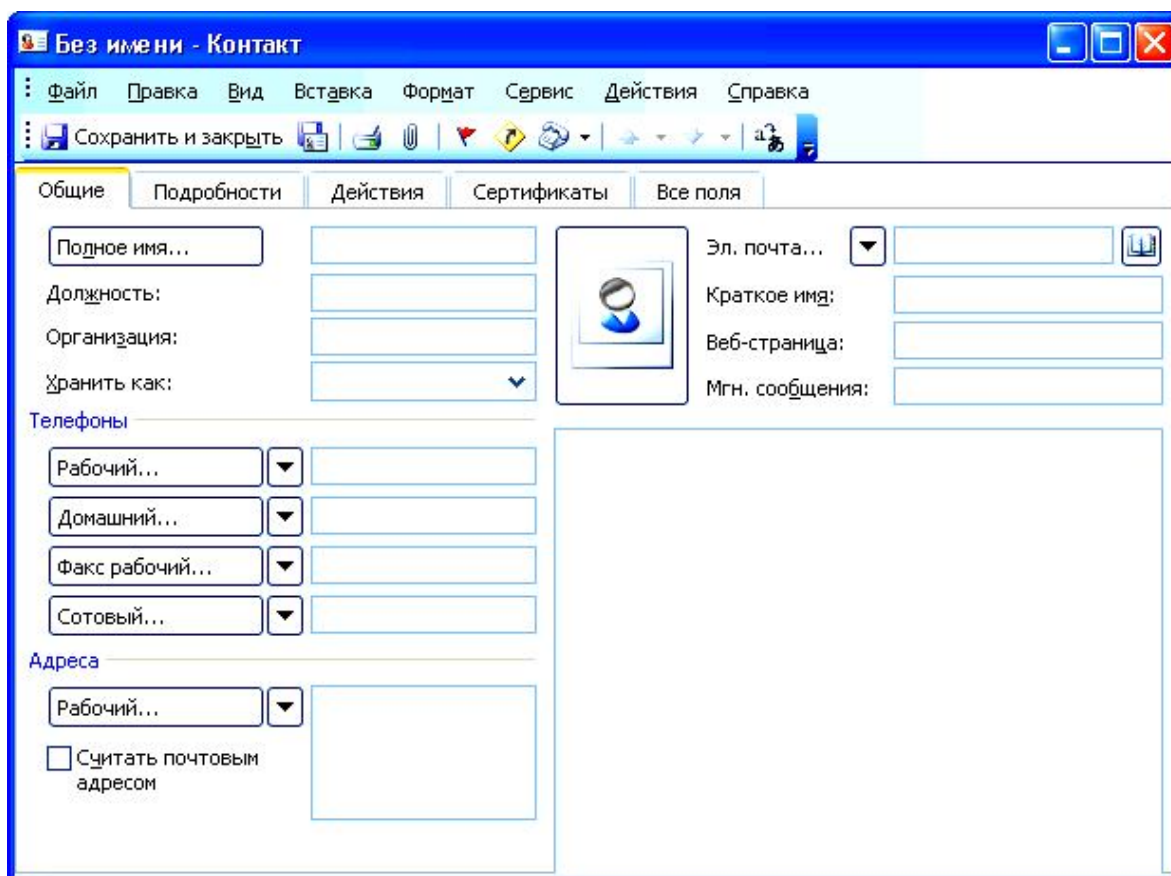 Без имени - Контакт
Файл Правка Вид Вставка Формат Сервис Действия Справка
Сохранить и закрыть
Общие Подробности Действия Сертификаты Все поля
Полное имя...
Должность:
Организация:
Хранить как:
Эл. почта...
Краткое имя:
Веб-страница:
Мгн. сообщения:
Телефоны
Рабочий...
Домашний...
Факс рабочий...
Сотовый...
Адреса
Рабочий...
Считать почтовым
адресом